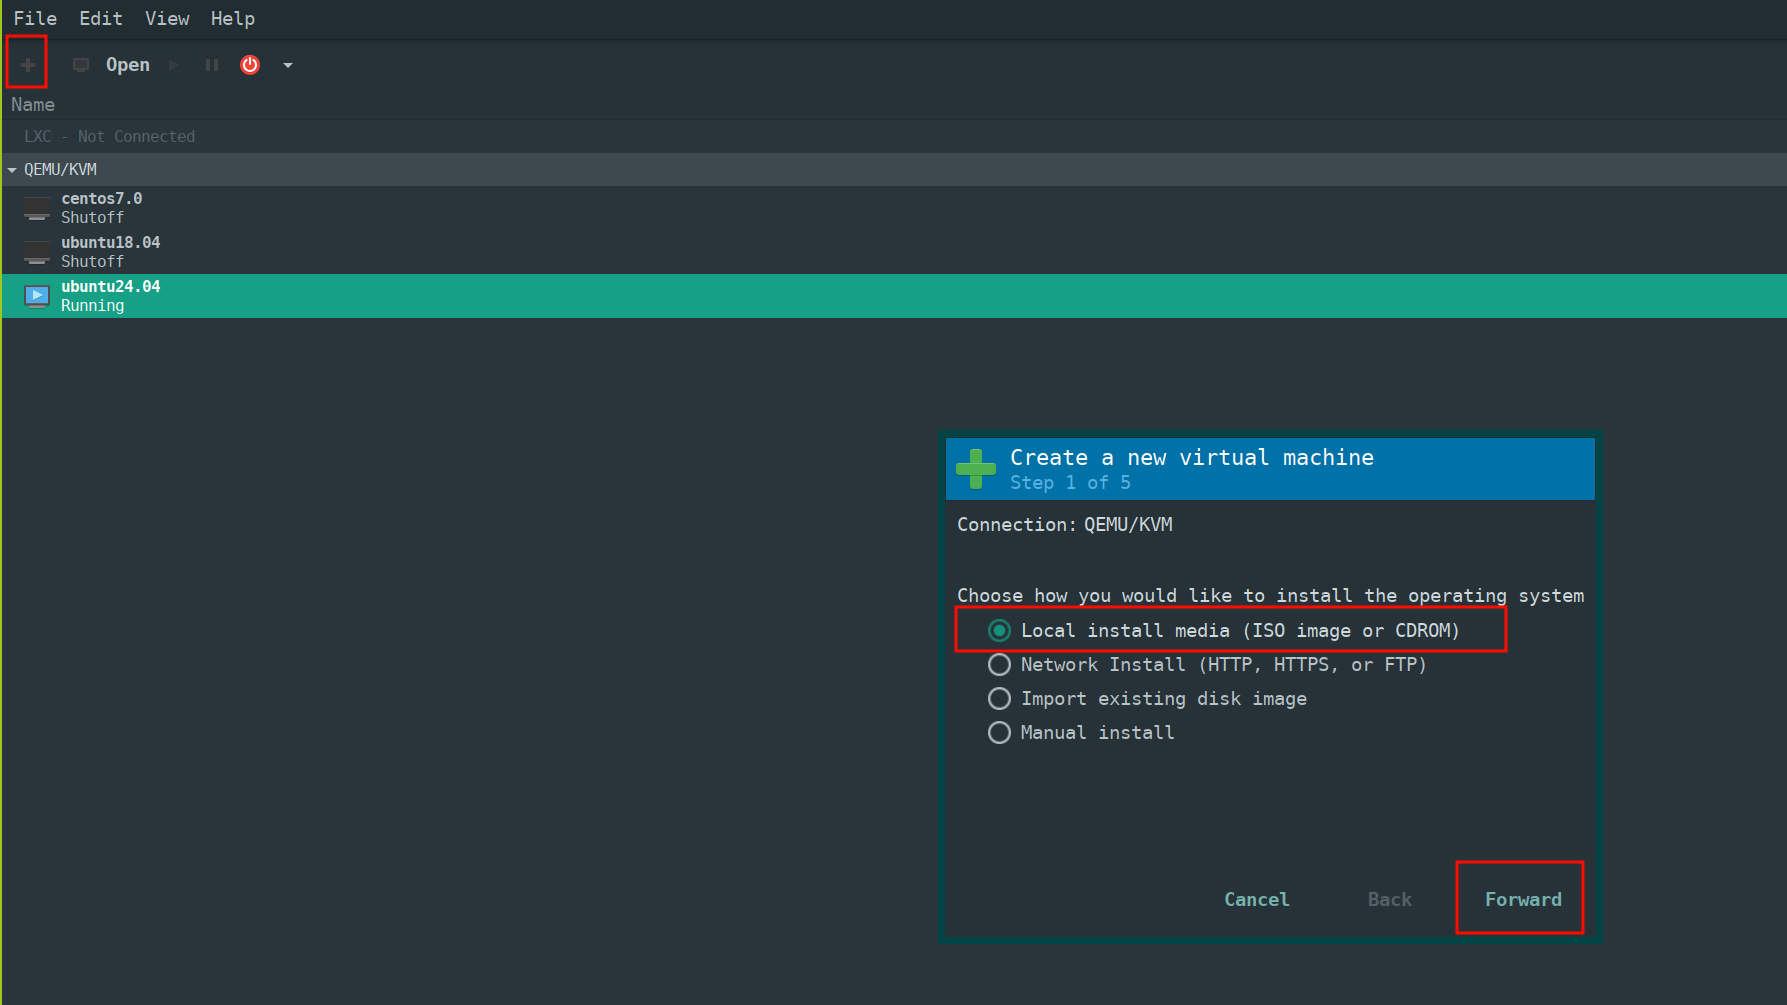 File Edit View Help
Open
Name
LXC - Not Connected
QEMU/KVM
centos7.0
Shutoff
ubuntu18.04
Shutoff
ubuntu24.04
Running
Create a new virtual machine
Step 1 of 5
Connection: QEMU/KVM
Choose how you would like to install the operating system
Local install media (ISO image or CDROM)
Network Install (HTTP, HTTPS, or FTP)
Import existing disk image
Manual install
Cancel Back Forward